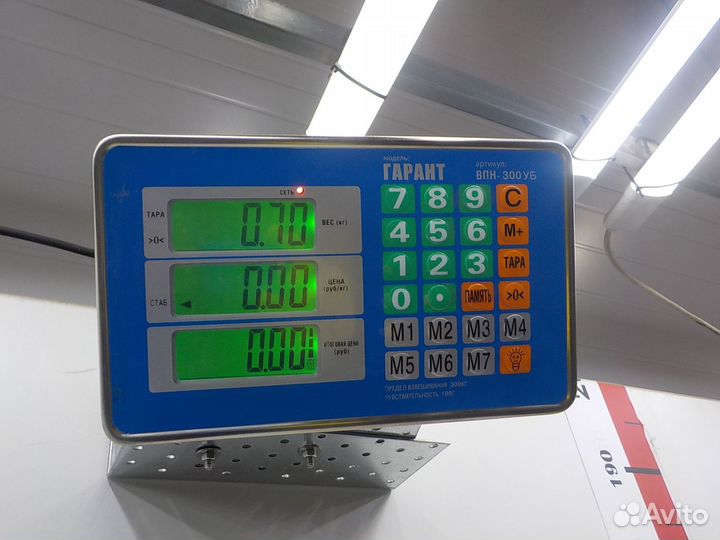 модель:
ГАРАНТ
артикул:
ВПН-300УБ
СЕТЬ
ТАРА
>0<
0.70
ВЕС (кг)
СТАБ
0.00
ЦЕНА
(руб/кг)
0.00
ИТОГОВАЯ ЦЕНА
(руб)
7 8 9 C
4 5 6 M+
1 2 3 ТАРА
0 . ПАМЯТЬ >0<
M1 M2 M3 M4
M5 M6 M7
ПРЕДЕЛ ВЗВЕШИВАНИЯ 300КГ
ЧУВСТВИТЕЛЬНОСТЬ 100Г
190
Avito